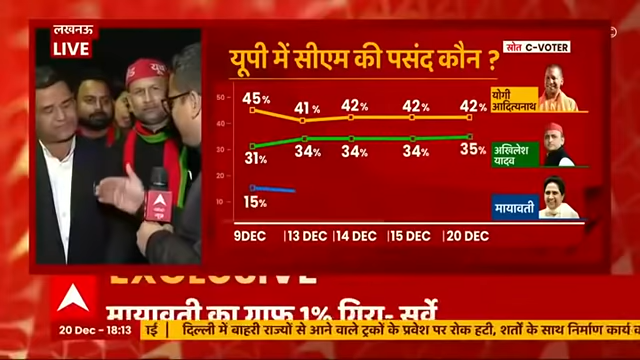 लखनऊ
LIVE
स्रोत C-VOTER
यूपी में सीएम की पसंद कौन ?
50
40
30
20
10
45% 41% 42% 42% 42%
31% 34% 34% 34% 35%
15%
योगी
आदित्यनाथ
अखिलेश
यादव
मायावती
9DEC 13 DEC 14 DEC 15 DEC 20 DEC
EXCLUSIVE
मायावती का ग्राफ 1% गिरा- सर्वे
20 Dec - 18:13
दिल्ली में बाहरी राज्यों से आने वाले ट्रकों के प्रवेश पर रोक हटी, शर्तों के साथ निर्माण कार्य